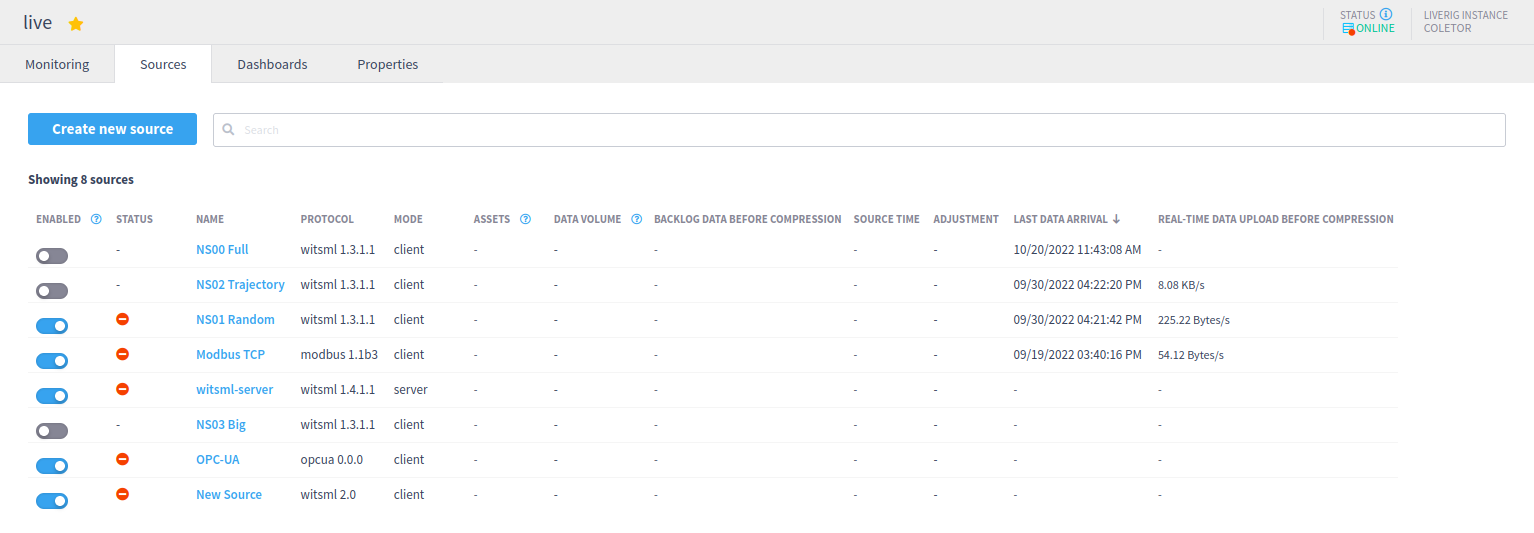 live
STATUS
ONLINE
LIVERIG INSTANCE
COLETOR
Monitoring Sources Dashboards Properties
Create new source Search
Showing 8 sources
ENABLED STATUS NAME PROTOCOL MODE ASSETS DATA VOLUME BACKLOG DATA BEFORE COMPRESSION SOURCE TIME ADJUSTMENT LAST DATA ARRIVAL ↓ REAL-TIME DATA UPLOAD BEFORE COMPRESSION
- NS00 Full witsml 1.3.1.1 client - - - - - 10/20/2022 11:43:08 AM -
- NS02 Trajectory witsml 1.3.1.1 client - - - - - 09/30/2022 04:22:20 PM 8.08 KB/s
NS01 Random witsml 1.3.1.1 client - - - - - 09/30/2022 04:21:42 PM 225.22 Bytes/s
Modbus TCP modbus 1.1b3 client - - - - - 09/19/2022 03:40:16 PM 54.12 Bytes/s
witsml-server witsml 1.4.1.1 server - - - - - - -
- NS03 Big witsml 1.3.1.1 client - - - - - - -
OPC-UA opcua 0.0.0 client - - - - - - -
New Source witsml 2.0 client - - - - - - -